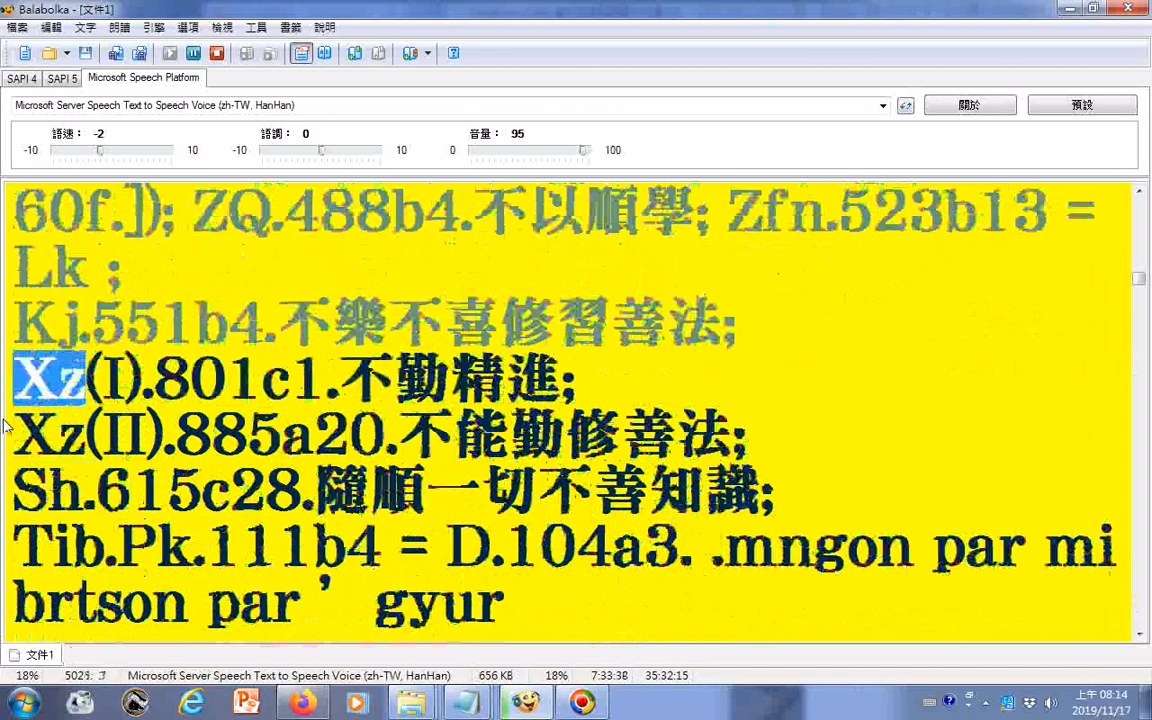 Balabolka - [文件1]
檔案 編輯 文字 朗讀 引擎 選項 檢視 工具 書籤 說明
SAPI 4 SAPI 5 Microsoft Speech Platform
Microsoft Server Speech Text to Speech Voice (zh-TW, HanHan) 關於 預設
語速： -2 語調： 0 音量： 95
-10 10 -10 10 0 100
60f.]); ZQ.488b4.不以順學; Zfn.523b13 =
Lk ;
Kj.551b4.不樂不喜修習善法;
Xz(I).801c1.不勤精進;
Xz(II).885a20.不能勤修善法;
Sh.615c28.隨順一切不善知識;
Tib.Pk.111b4 = D.104a3. .mngon par mi
brtson par ’ gyur
文件1
18% Microsoft Server Speech Text to Speech Voice (zh-TW, HanHan) 656 KB 18% 7:33:38 35:32:15
上午 08:14
2019/11/17